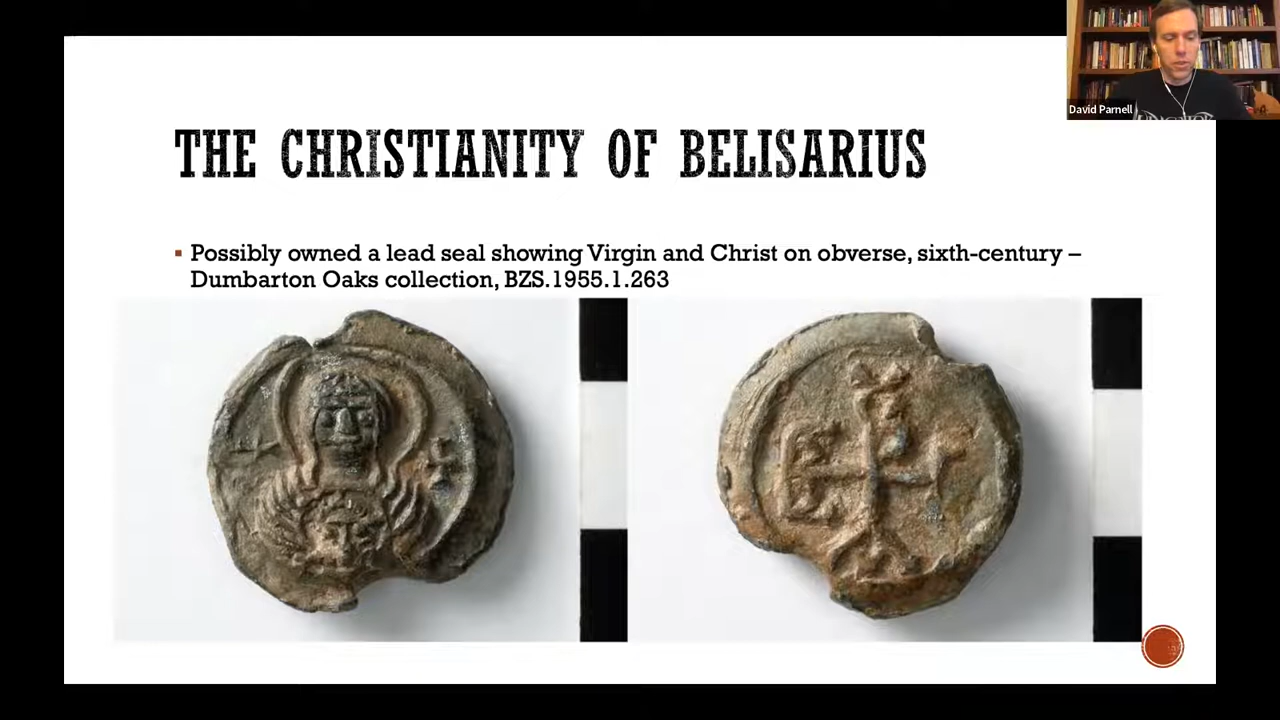 David Parnell
THE CHRISTIANITY OF BELISARIUS
▪ Possibly owned a lead seal showing Virgin and Christ on obverse, sixth-century –
Dumbarton Oaks collection, BZS.1955.1.263